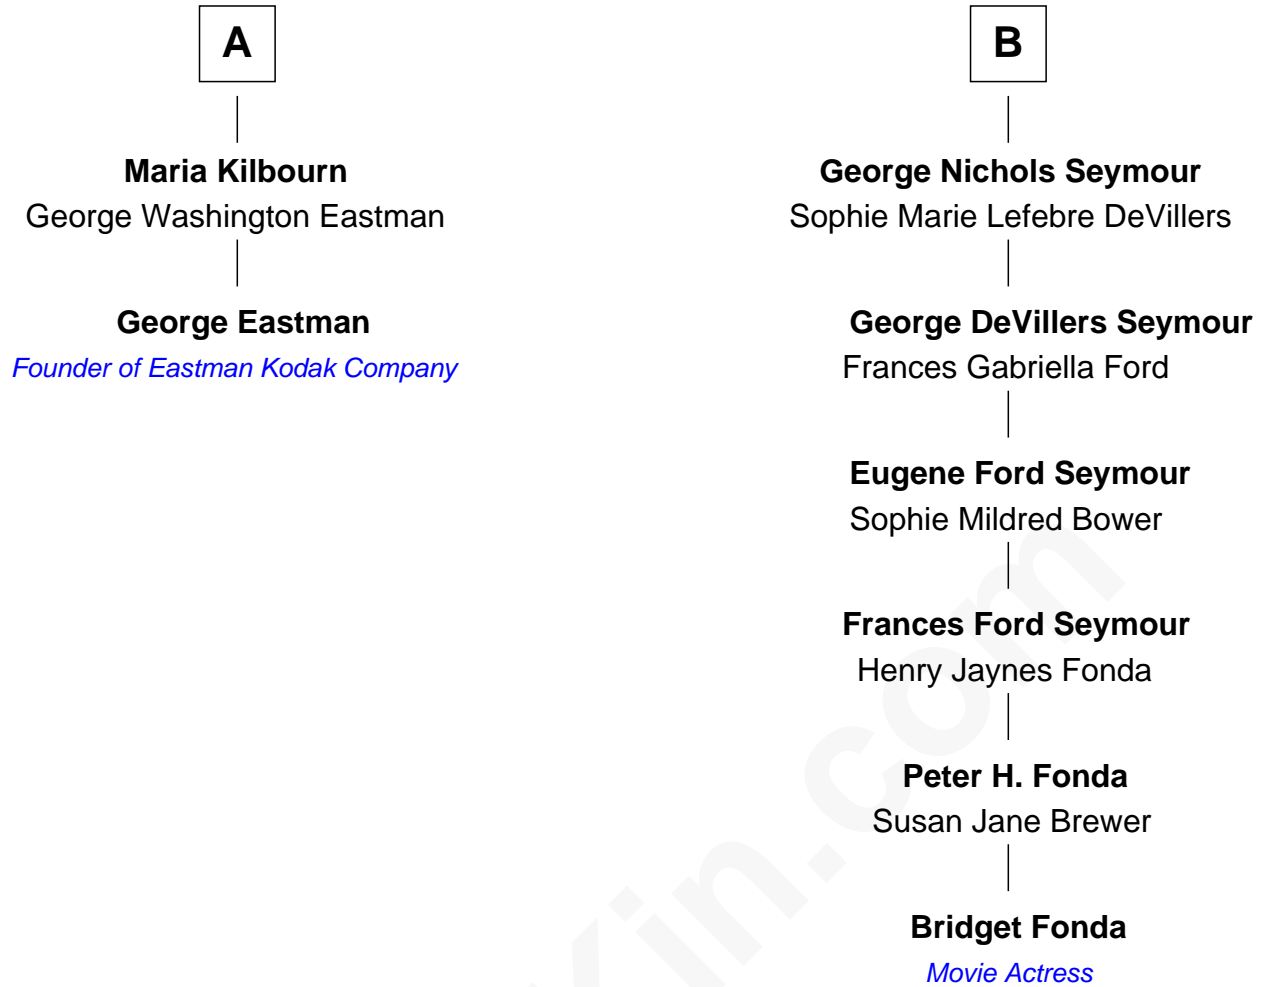 A
Maria Kilbourn
George Washington Eastman
George Eastman
Founder of Eastman Kodak Company
B
George Nichols Seymour
Sophie Marie Lefebre DeVillers
George DeVillers Seymour
Frances Gabriella Ford
Eugene Ford Seymour
Sophie Mildred Bower
Frances Ford Seymour
Henry Jaynes Fonda
Peter H. Fonda
Susan Jane Brewer
Bridget Fonda
Movie Actress
Kin.com